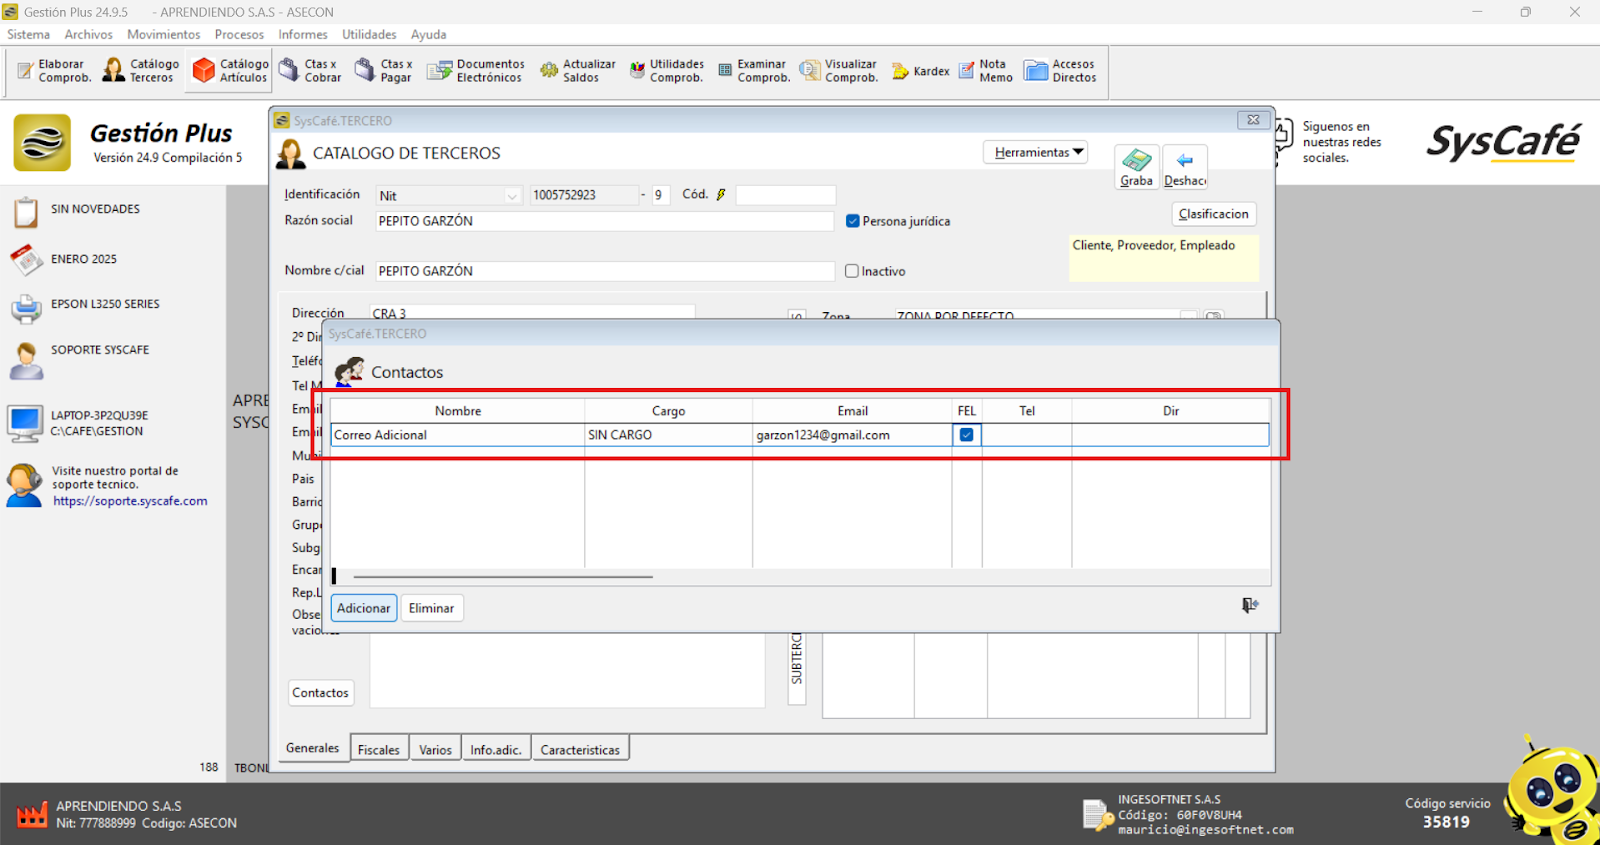 Gestión Plus 24.9.5 - APRENDIENDO S.A.S - ASECON
Sistema Archivos Movimientos Procesos Informes Utilidades Ayuda
Elaborar Comprob.
Catálogo Terceros
Catálogo Artículos
Ctas x Cobrar
Ctas x Pagar
Documentos Electrónicos
Actualizar Saldos
Utilidades Comprob.
Examinar Comprob.
Visualizar Comprob.
Kardex
Nota Memo
Accesos Directos
Gestión Plus
Versión 24.9 Compilación 5
Siguenos en
nuestras redes
sociales.
SysCafé
SIN NOVEDADES
ENERO 2025
EPSON L3250 SERIES
SOPORTE SYSCAFE
LAPTOP-3P2QU39E
C:\CAFE\GESTION
Visite nuestro portal de
soporte tecnico.
https://soporte.syscafe.com
188 TBONI
APRE
SYSC
SysCafé.TERCERO
CATALOGO DE TERCEROS
Herramientas
Graba
Deshac
Identificación Nit 1005752923 - 9 Cód.
Razón social PEPITO GARZÓN Persona jurídica
Clasificacion
Cliente, Proveedor, Empleado
Nombre c/cial PEPITO GARZÓN Inactivo
Dirección CRA 3 Zona ZONA POR DEFECTO
2º Dir
Teléfo
Tel M
Email
Email
Muni
Pais
Barrio
Grupo
Subg
Encar
Rep.L
Obse
vaciones
SUBTERC
Contactos
Generales Fiscales Varios Info.adic. Caracteristicas
SysCafé.TERCERO
Contactos
Nombre Cargo Email FEL Tel Dir
Correo Adicional SIN CARGO garzon1234@gmail.com
Adicionar Eliminar
APRENDIENDO S.A.S
Nit: 777888999 Codigo: ASECON
INGESOFTNET S.A.S
Código: 60F0V8UH4
mauricio@ingesoftnet.com
Código servicio
35819